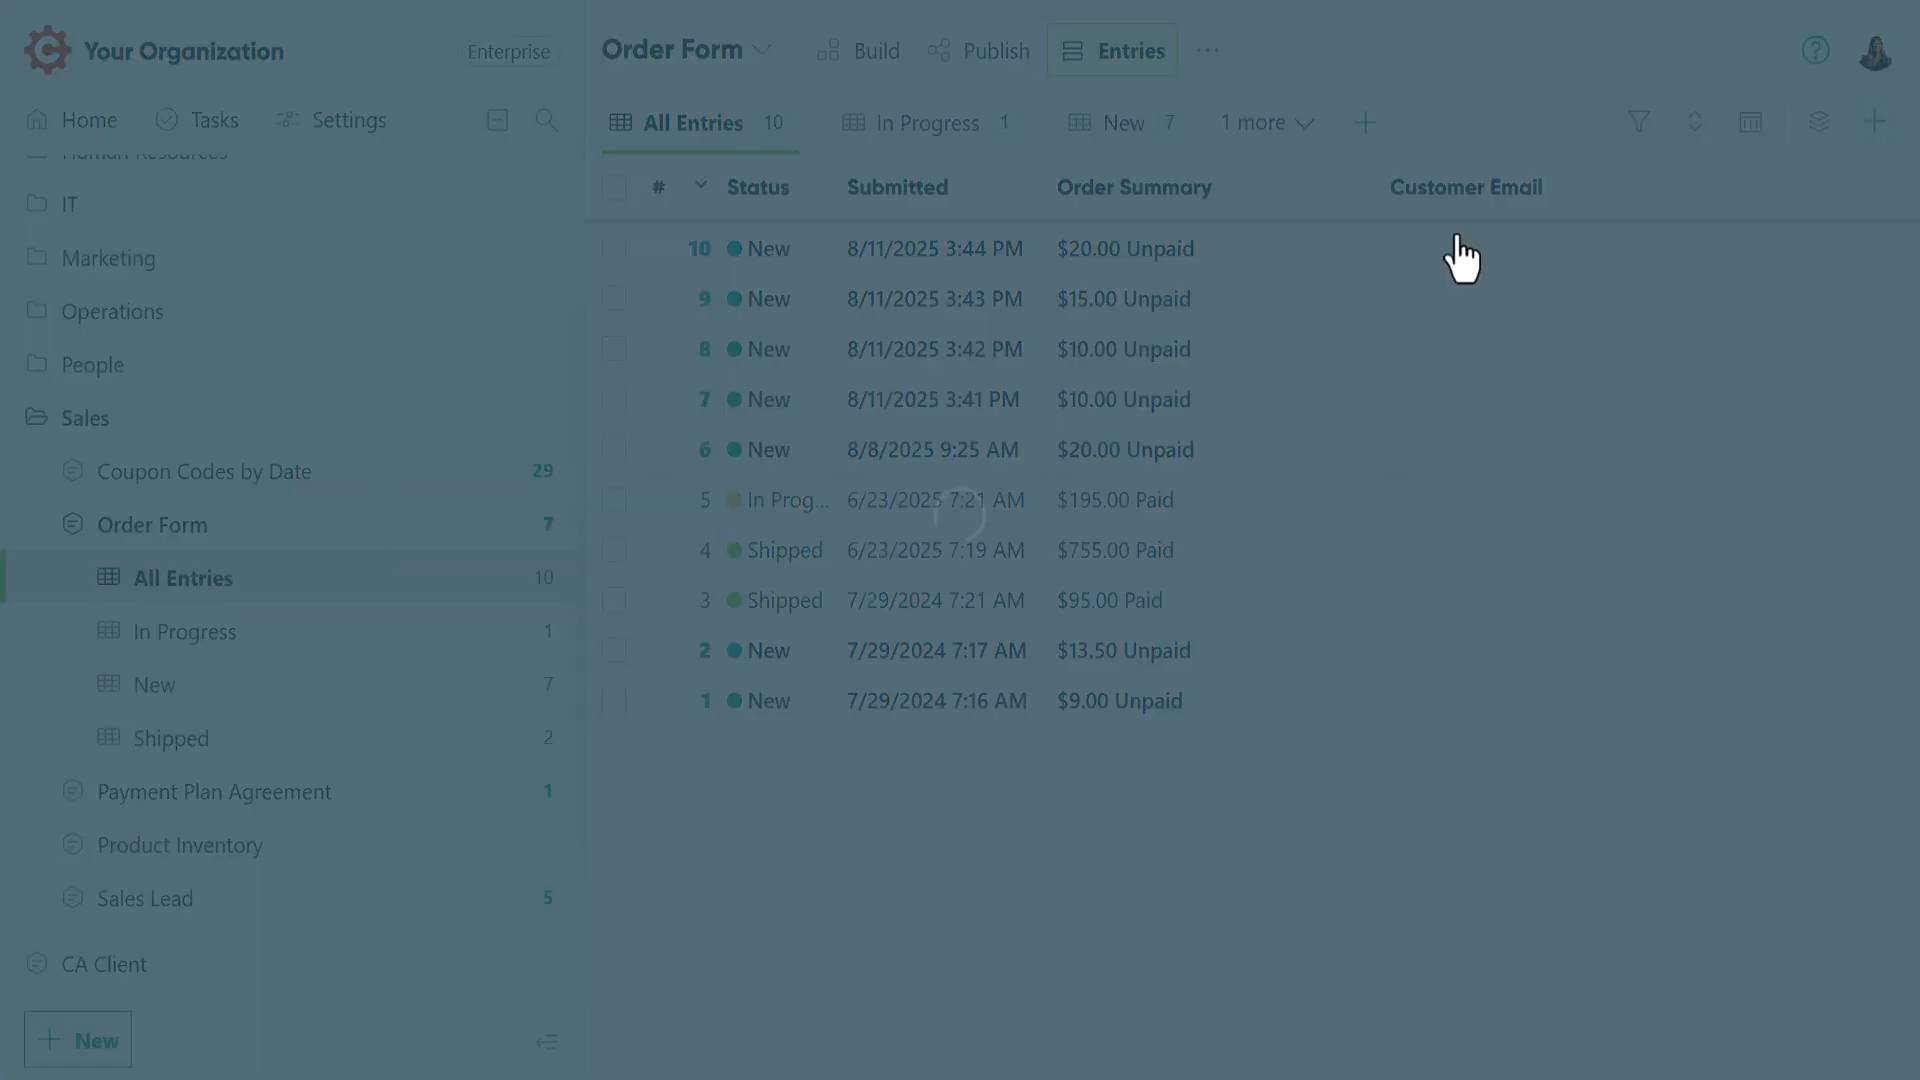 Your Organization
Enterprise
Home
Tasks
Settings
Human Resources
IT
Marketing
Operations
People
Sales
Coupon Codes by Date 29
Order Form 7
All Entries 10
In Progress 1
New 7
Shipped 2
Payment Plan Agreement 1
Product Inventory
Sales Lead 5
CA Client
New
Order Form
Build
Publish
Entries
All Entries 10
In Progress 1
New 7
1 more
# Status Submitted Order Summary Customer Email
10 New 8/11/2025 3:44 PM $20.00 Unpaid
9 New 8/11/2025 3:43 PM $15.00 Unpaid
8 New 8/11/2025 3:42 PM $10.00 Unpaid
7 New 8/11/2025 3:41 PM $10.00 Unpaid
6 New 8/8/2025 9:25 AM $20.00 Unpaid
5 In Prog... 6/23/2025 7:21 AM $195.00 Paid
4 Shipped 6/23/2025 7:19 AM $755.00 Paid
3 Shipped 7/29/2024 7:21 AM $95.00 Paid
2 New 7/29/2024 7:17 AM $13.50 Unpaid
1 New 7/29/2024 7:16 AM $9.00 Unpaid